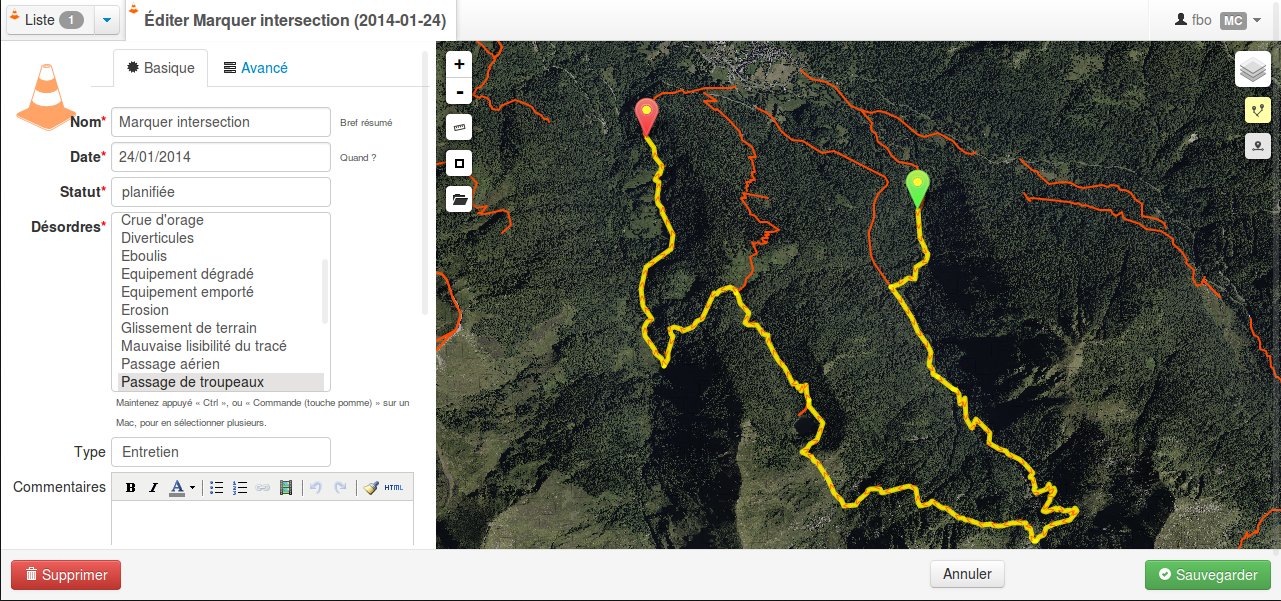 Liste 1
Éditer Marquer intersection (2014-01-24)
fbo MC
Basique
Avancé
Nom* Marquer intersection Bref résumé
Date* 24/01/2014 Quand ?
Statut* planifiée
Désordres*
Crue d'orage
Diverticules
Eboulis
Equipement dégradé
Equipement emporté
Erosion
Glissement de terrain
Mauvaise lisibilité du tracé
Passage aérien
Passage de troupeaux
Maintenez appuyé « Ctrl », ou « Commande (touche pomme) » sur un
Mac, pour en sélectionner plusieurs.
Type Entretien
Commentaires B I A HTML
+
-
Supprimer
Annuler
Sauvegarder